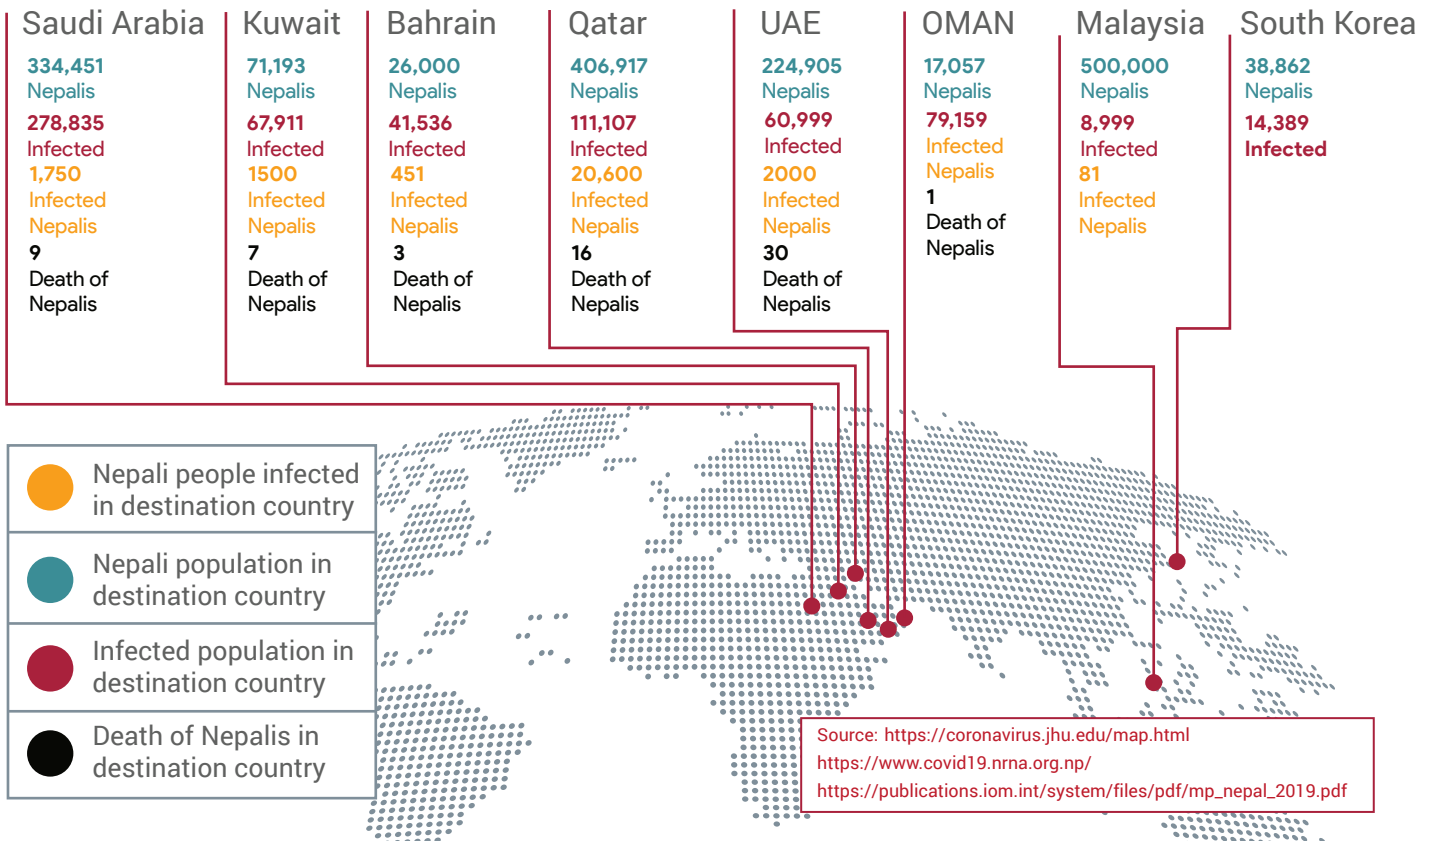 Saudi Arabia
334,451
Nepalis
278,835
Infected
1,750
Infected
Nepalis
9
Death of
Nepalis
Kuwait
71,193
Nepalis
67,911
Infected
1500
Infected
Nepalis
7
Death of
Nepalis
Bahrain
26,000
Nepalis
41,536
Infected
451
Infected
Nepalis
3
Death of
Nepalis
Qatar
406,917
Nepalis
111,107
Infected
20,600
Infected
Nepalis
16
Death of
Nepalis
UAE
224,905
Nepalis
60,999
Infected
2000
Infected
Nepalis
30
Death of
Nepalis
OMAN
17,057
Nepalis
79,159
Infected
Nepalis
1
Death of
Nepalis
Malaysia
500,000
Nepalis
8,999
Infected
81
Infected
Nepalis
South Korea
38,862
Nepalis
14,389
Infected
Nepali people infected
in destination country
Nepali population in
destination country
Infected population in
destination country
Death of Nepalis in
destination country
Source: https://coronavirus.jhu.edu/map.html
https://www.covid19.nrna.org.np/
https://publications.iom.int/system/files/pdf/mp_nepal_2019.pdf